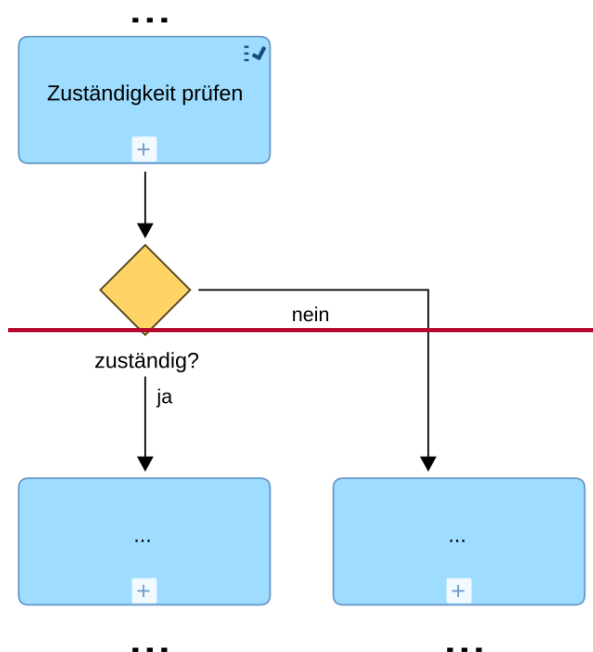 ...
Zuständigkeit prüfen
+
nein
zuständig?
ja
... ...
+ +
... ...